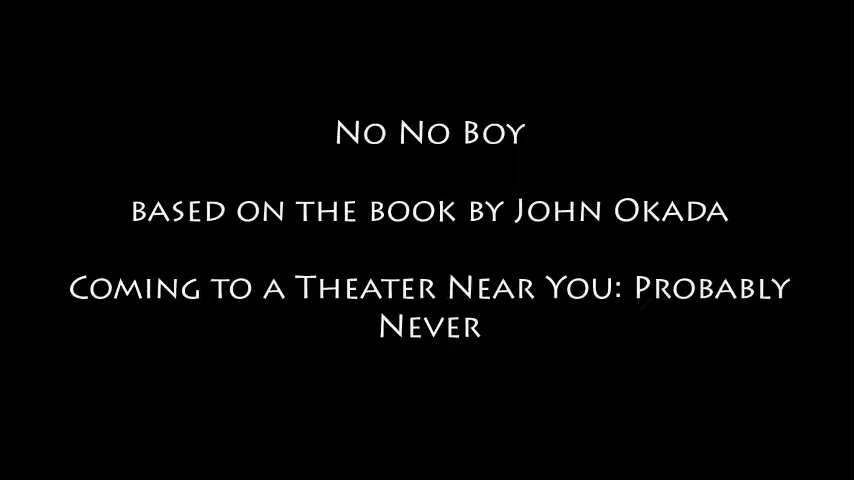 No No Boy
based on the book by John Okada
Coming to a Theater Near You: Probably
Never